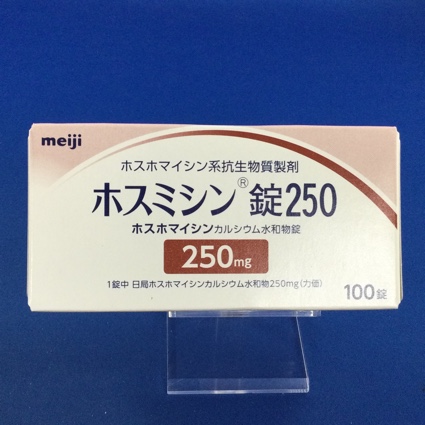 meiji
ホスホマイシン系抗生物質製剤
ホスミシン®錠250
ホスホマイシンカルシウム水和物錠
250mg
1錠中 日局ホスホマイシンカルシウム水和物250mg(力価)
100錠